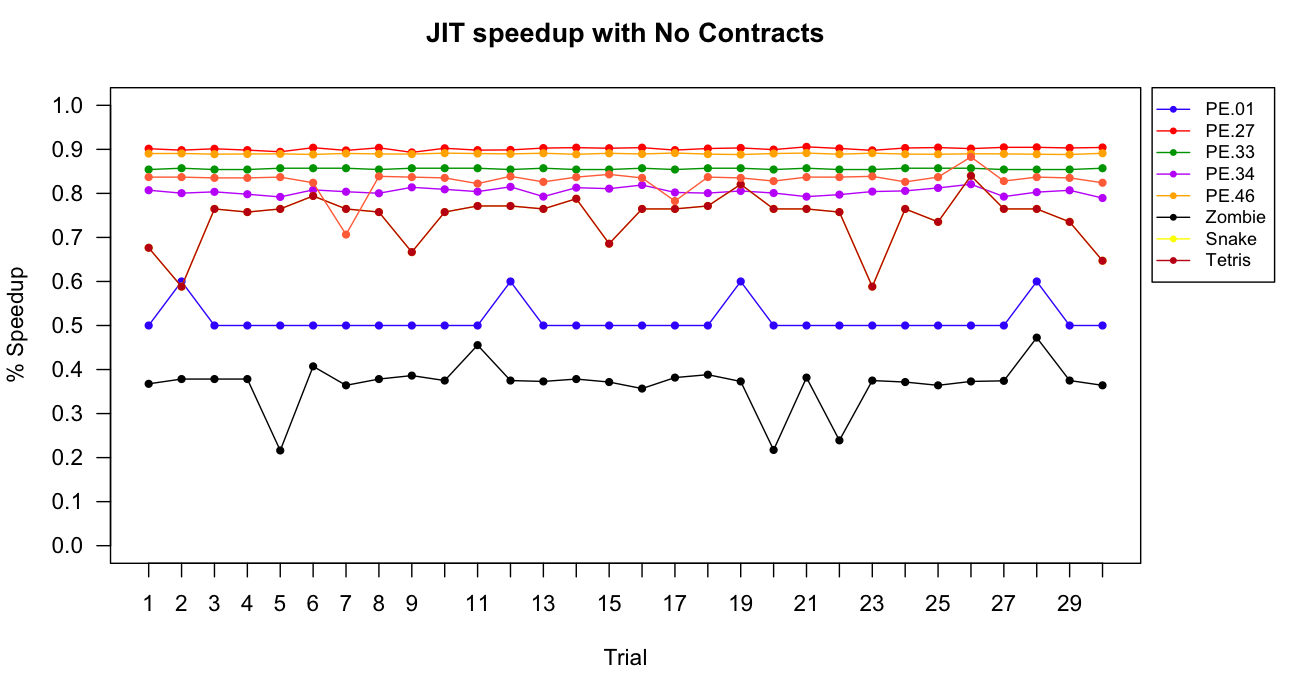 JIT speedup with No Contracts
% Speedup
1.0
0.9
0.8
0.7
0.6
0.5
0.4
0.3
0.2
0.1
0.0
1 2 3 4 5 6 7 8 9 11 13 15 17 19 21 23 25 27 29
Trial
PE.01
PE.27
PE.33
PE.34
PE.46
Zombie
Snake
Tetris